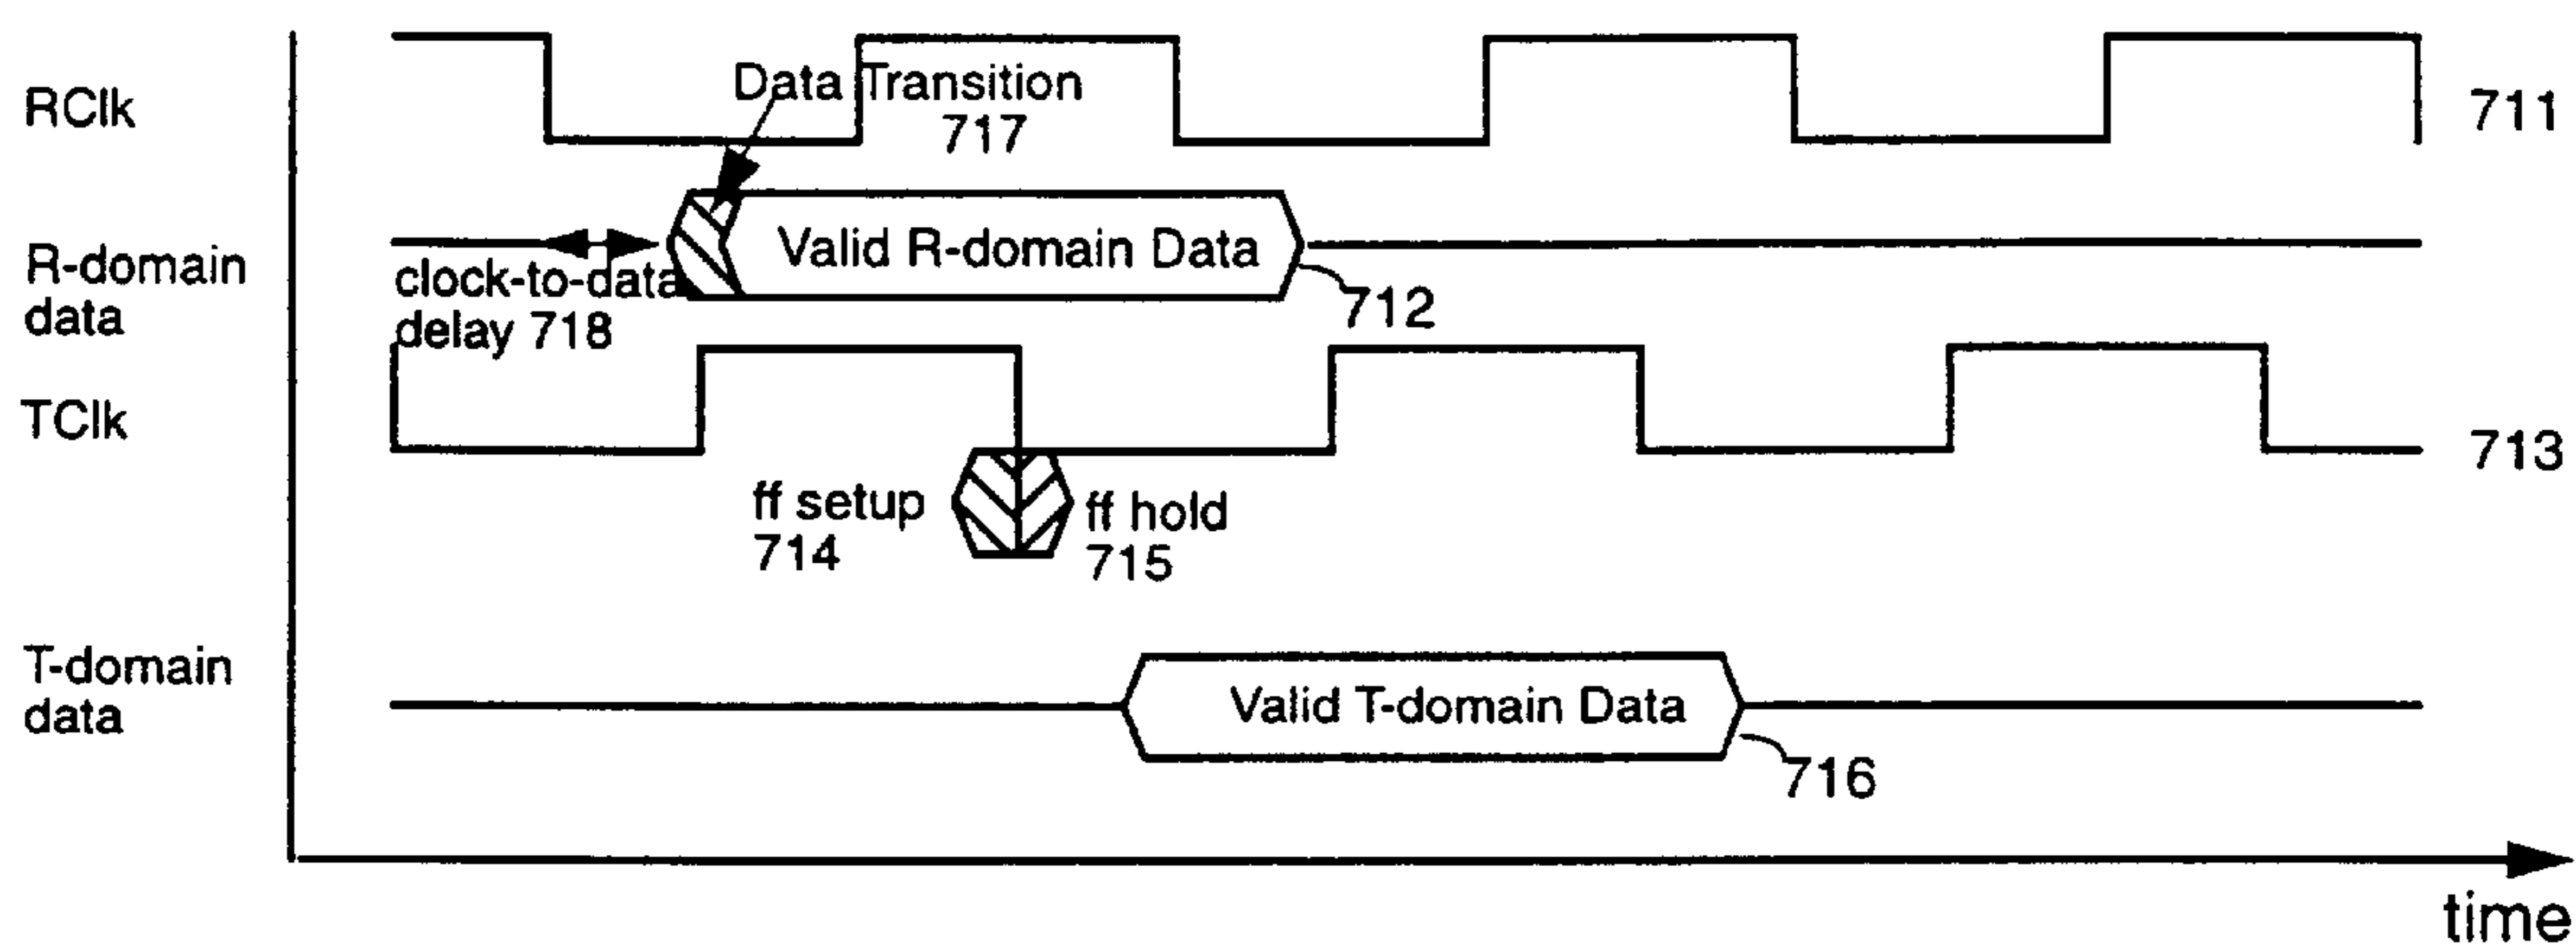 RClk
Data Transition
717
711
R-domain
data
clock-to-data
delay 718
Valid R-domain Data
712
TClk
713
ff setup
714
ff hold
715
T-domain
data
Valid T-domain Data
716
time